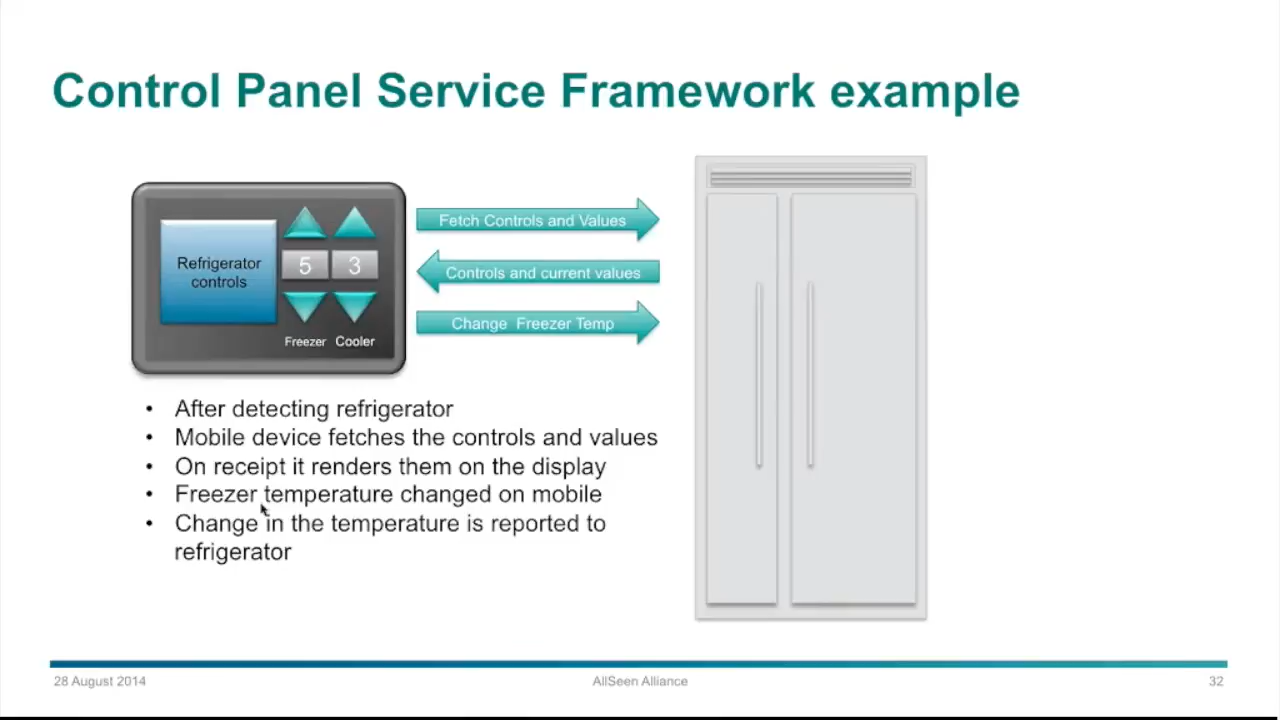 Control Panel Service Framework example
Refrigerator
controls
5 3
Freezer Cooler
Fetch Controls and Values
Controls and current values
Change Freezer Temp
• After detecting refrigerator
• Mobile device fetches the controls and values
• On receipt it renders them on the display
• Freezer temperature changed on mobile
• Change in the temperature is reported to
refrigerator
28 August 2014
AllSeen Alliance
32